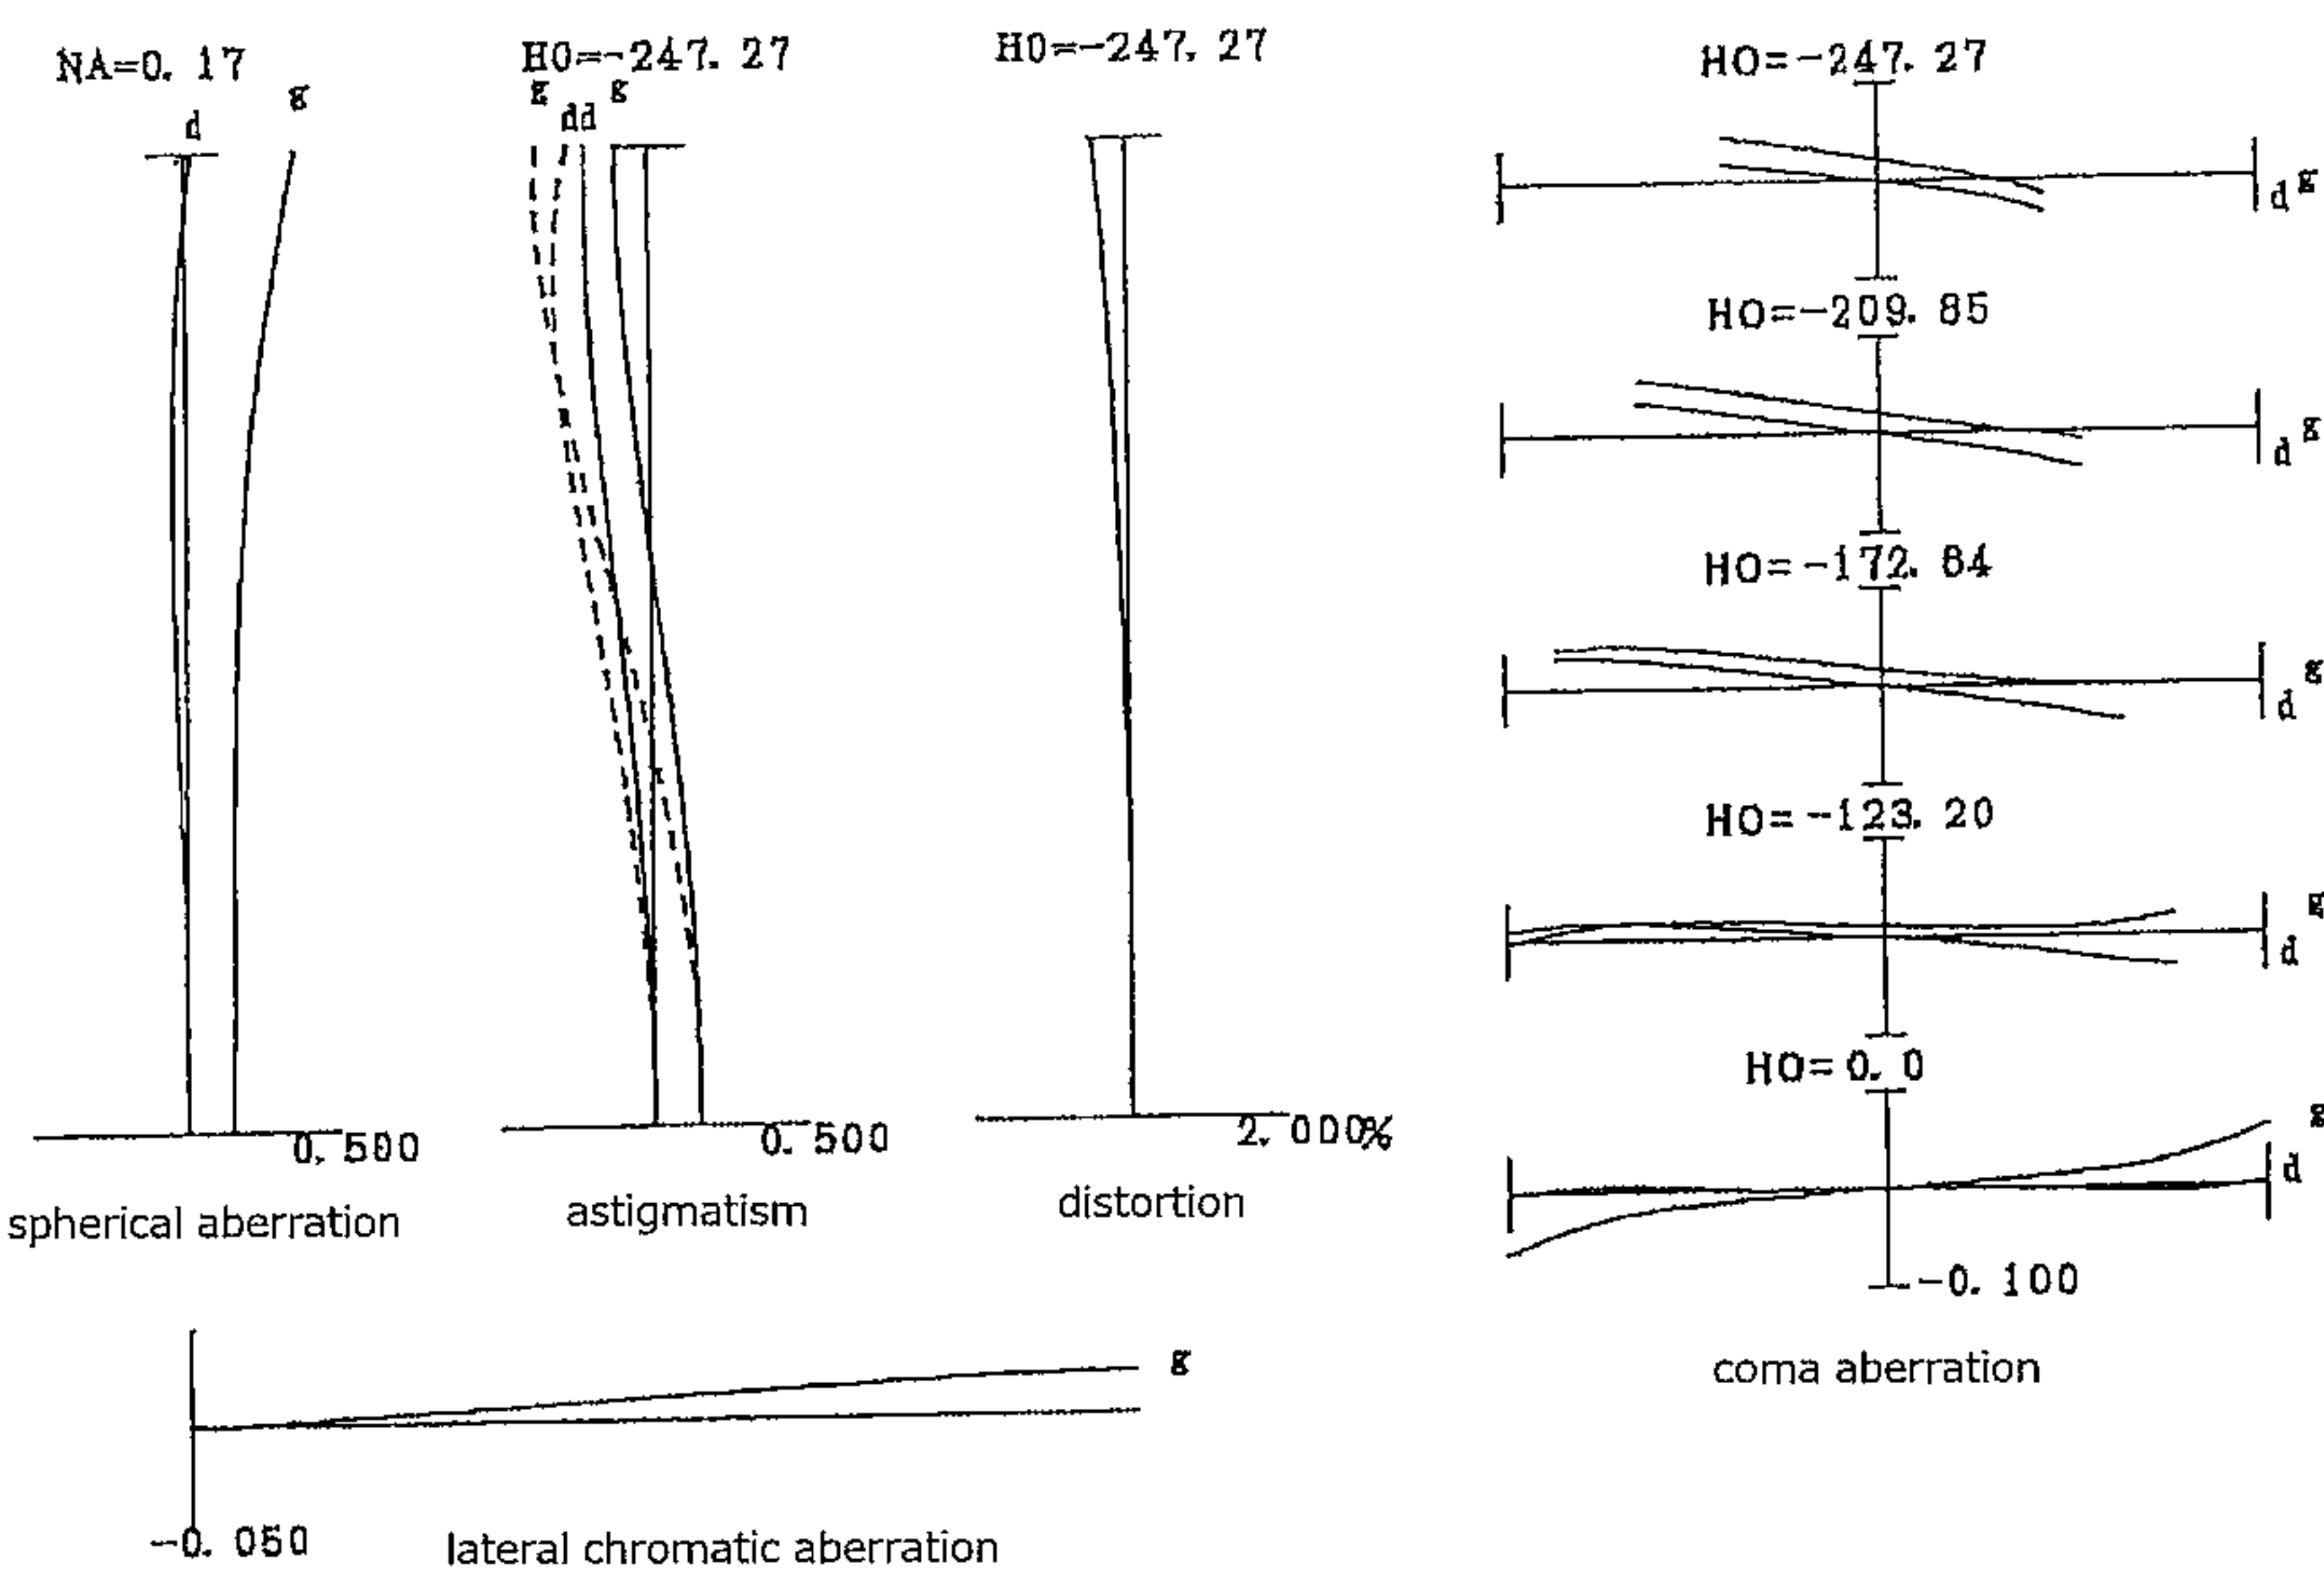 NA=0. 17
d
g
H0=-247. 27
g
dd
g
0. 500
spherical aberration
0. 500
astigmatism
H0=-247. 27
2. 000%
distortion
HO=-247. 27
d g
HO=-209. 85
d g
HO=-172. 64
d g
HO=-123. 20
g
d
HO=0. 0
g
d
-0. 100
coma aberration
g
-0. 050
lateral chromatic aberration